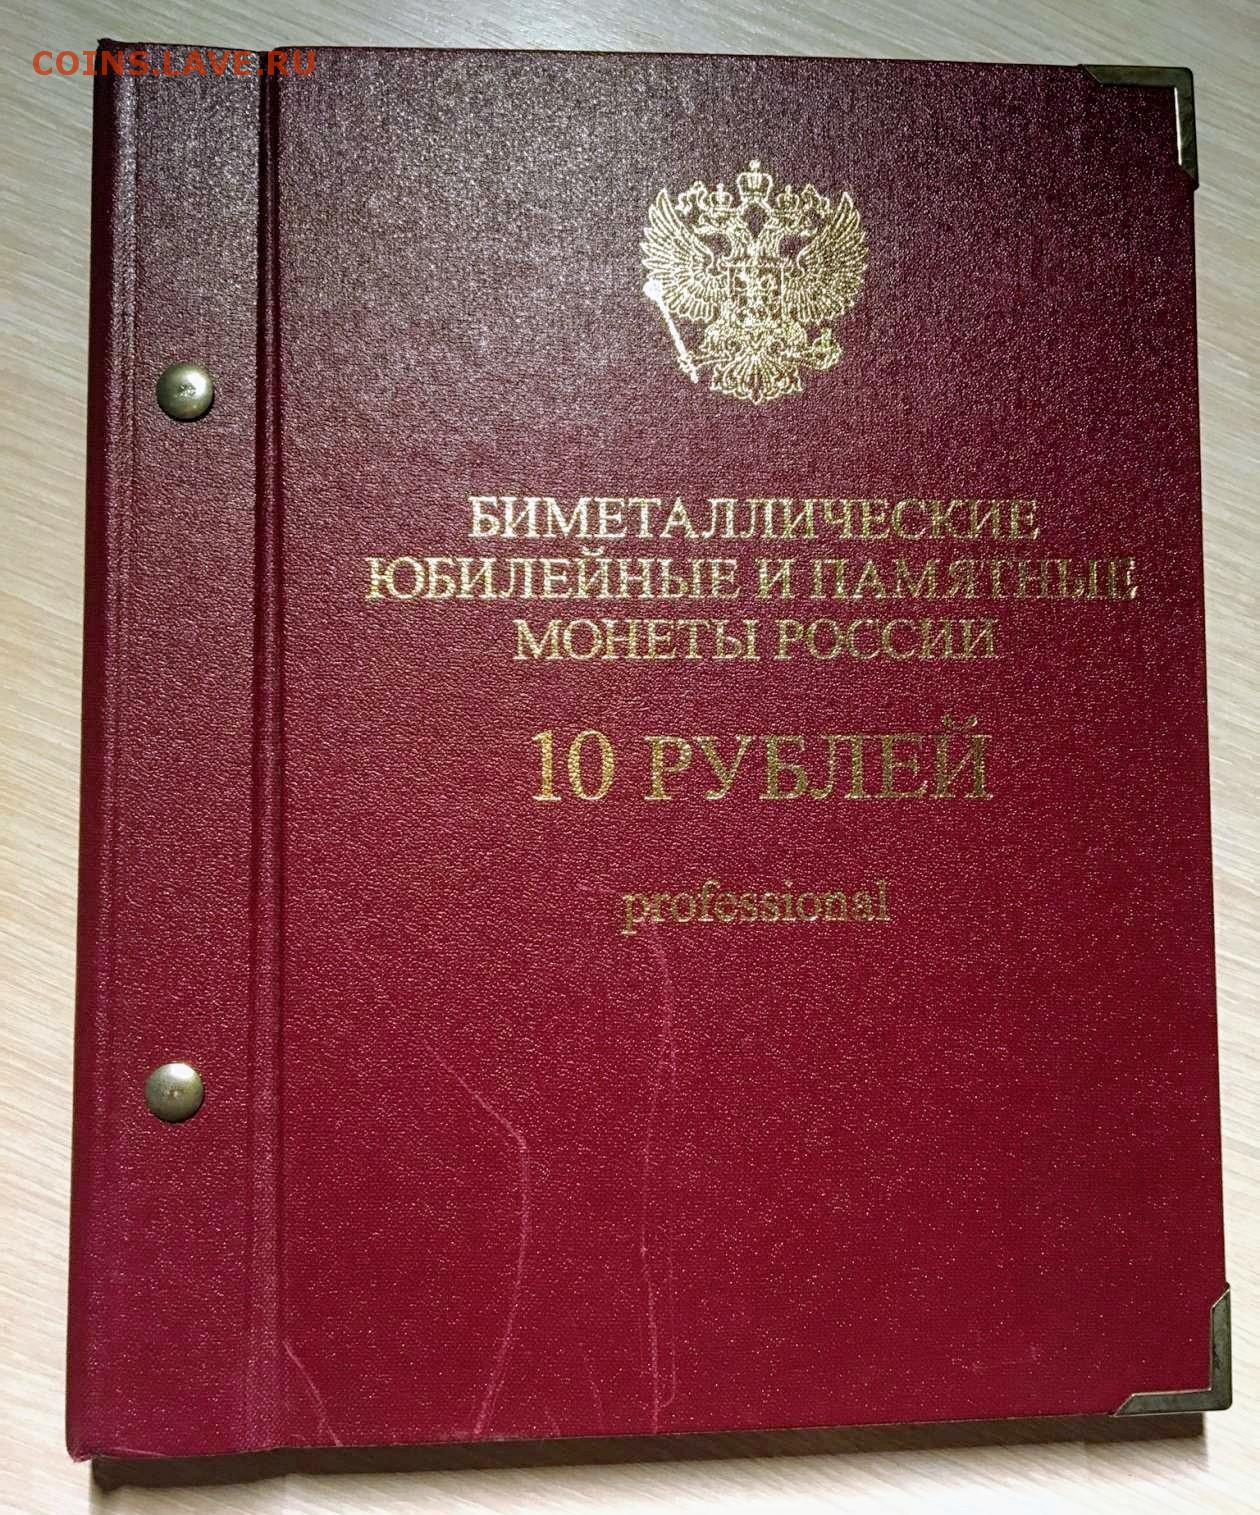 COINS.LAVE.RU
БИМЕТАЛЛИЧЕСКИЕ
ЮБИЛЕЙНЫЕ И ПАМЯТНЫЕ
МОНЕТЫ РОССИИ
10 РУБЛЕЙ
professional